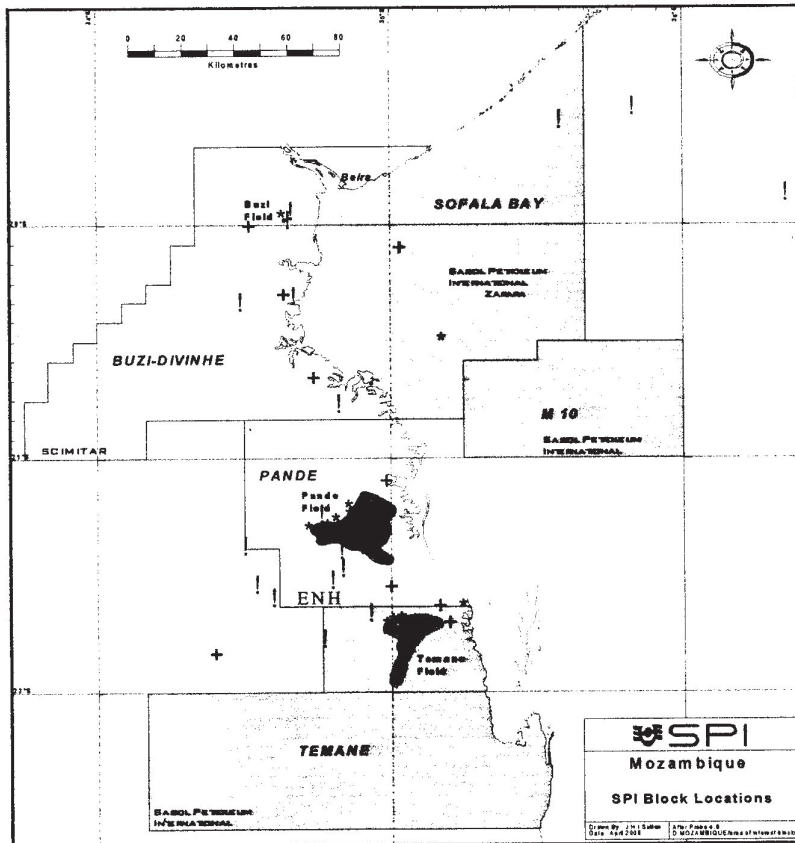 0 20 40 60 80
Kilometres
Beira
Buzi
Field
SOFALA BAY
SASOL PETROLEUM
INTERNATIONAL
ZARARA
BUZI-DIVINHE
M 10
SASOL PETROLEUM
INTERNATIONAL
SCIMITAR
PANDE
Pande
Field
ENH
Temane
Field
TEMANE
SASOL PETROLEUM
INTERNATIONAL
SPI
Mozambique
SPI Block Locations